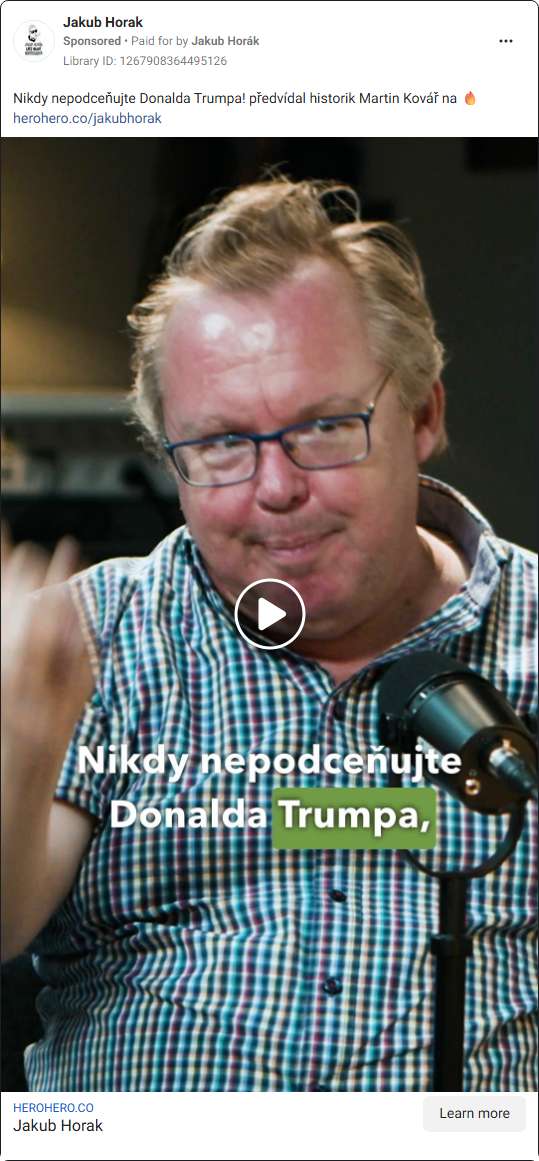 Jakub Horak
Sponsored • Paid for by Jakub Horák
Library ID: 1267908364495126
Nikdy nepodceňujte Donalda Trumpa! předvídal historik Martin Kovář na 🔥
herohero.co/jakubhorak
Nikdy nepodceňujte
Donalda Trumpa,
HEROHERO.CO
Jakub Horak
Learn more